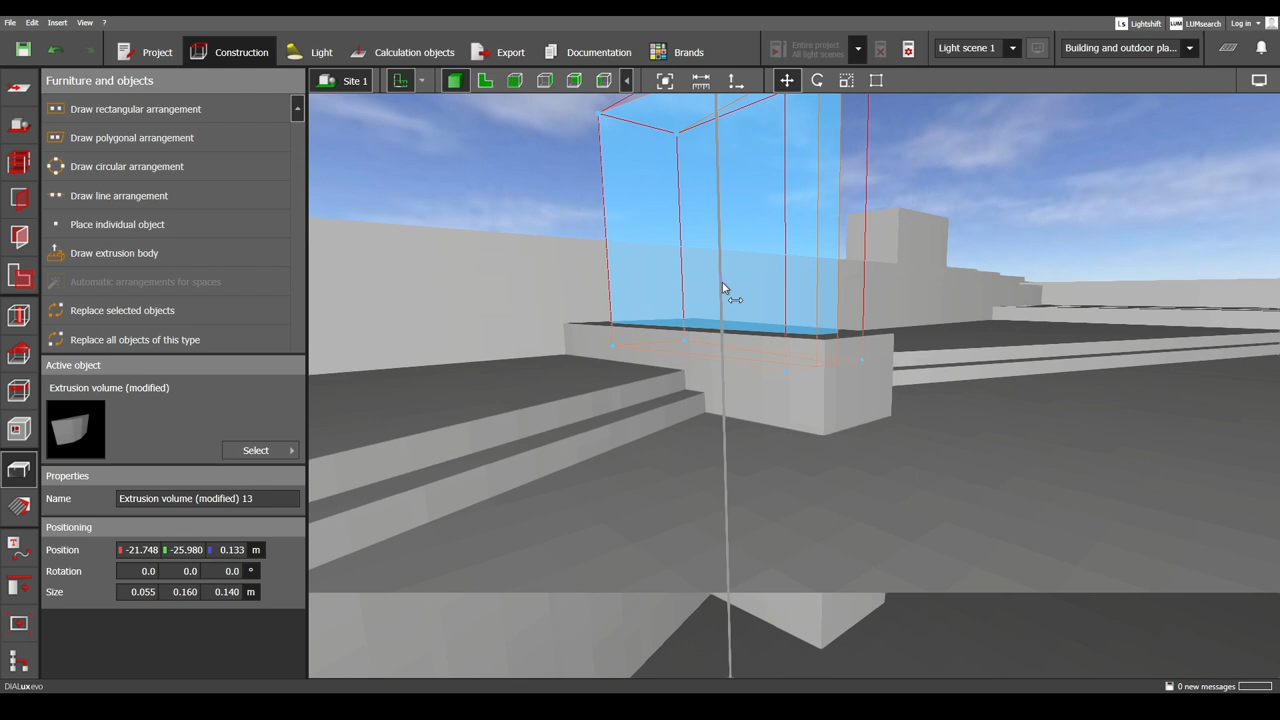 File Edit Insert View ?
Ls Lightshift LUM LUMsearch Log in
Project Construction Light Calculation objects Export Documentation Brands
Entire project
All light scenes
Light scene 1
Building and outdoor pla...
Furniture and objects
Site 1
Draw rectangular arrangement
Draw polygonal arrangement
Draw circular arrangement
Draw line arrangement
Place individual object
Draw extrusion body
Automatic arrangements for spaces
Replace selected objects
Replace all objects of this type
Active object
Extrusion volume (modified)
Select
Properties
Name Extrusion volume (modified) 13
Positioning
Position -21.748 -25.980 0.133 m
Rotation 0.0 0.0 0.0 °
Size 0.055 0.160 0.140 m
DIALux evo
0 new messages